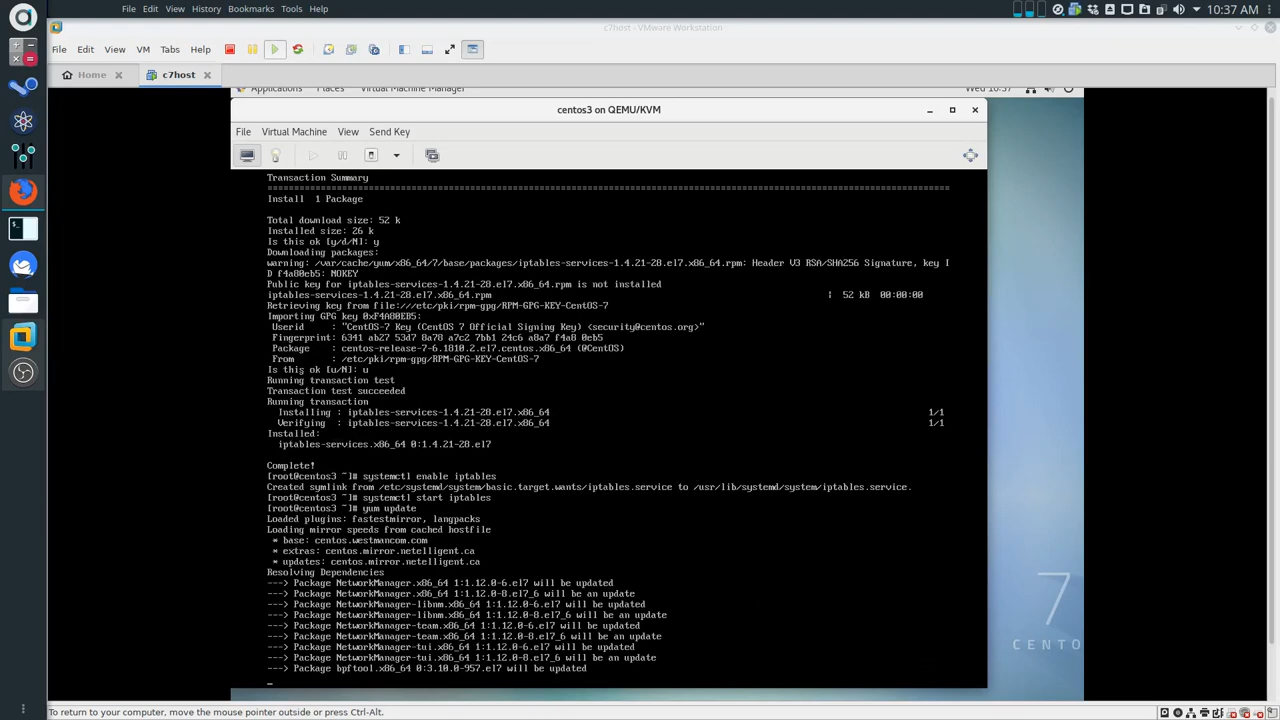 File Edit View History Bookmarks Tools Help 10:37 AM
c7host - VMware Workstation
File Edit View VM Tabs Help
Home c7host
Applications Places Virtual Machine Manager Wed 10:37
centos3 on QEMU/KVM
File Virtual Machine View Send Key
Transaction Summary
================================================================================
Install  1 Package
Total download size: 52 k
Installed size: 26 k
Is this ok [y/d/N]: y
Downloading packages:
warning: /var/cache/yum/x86_64/7/base/packages/iptables-services-1.4.21-28.el7.x86_64.rpm: Header V3 RSA/SHA256 Signature, key I
D f4a80eb5: NOKEY
Public key for iptables-services-1.4.21-28.el7.x86_64.rpm is not installed
iptables-services-1.4.21-28.el7.x86_64.rpm | 52 kB 00:00:00
Retrieving key from file:///etc/pki/rpm-gpg/RPM-GPG-KEY-CentOS-7
Importing GPG key 0xF4A80EB5:
Userid : "CentOS-7 Key (CentOS 7 Official Signing Key) <security@centos.org>"
Fingerprint: 6341 ab27 53d7 8a78 a7c2 7bb1 24c6 a8a7 f4a8 0eb5
Package : centos-release-7-6.1810.2.el7.centos.x86_64 (@CentOS)
From : /etc/pki/rpm-gpg/RPM-GPG-KEY-CentOS-7
Is this ok [y/N]: y
Running transaction test
Transaction test succeeded
Running transaction
Installing : iptables-services-1.4.21-28.el7.x86_64 1/1
Verifying : iptables-services-1.4.21-28.el7.x86_64 1/1
Installed:
iptables-services.x86_64 0:1.4.21-28.el7
Complete!
[root@centos3 ~]# systemctl enable iptables
Created symlink from /etc/systemd/system/basic.target.wants/iptables.service to /usr/lib/systemd/system/iptables.service.
[root@centos3 ~]# systemctl start iptables
[root@centos3 ~]# yum update
Loaded plugins: fastestmirror, langpacks
Loading mirror speeds from cached hostfile
* base: centos.westmancom.com
* extras: centos.mirror.netelligent.ca
* updates: centos.mirror.netelligent.ca
Resolving Dependencies
---> Package NetworkManager.x86_64 1:1.12.0-6.el7 will be updated
---> Package NetworkManager.x86_64 1:1.12.0-8.el7_6 will be an update
---> Package NetworkManager-libnm.x86_64 1:1.12.0-6.el7 will be updated
---> Package NetworkManager-libnm.x86_64 1:1.12.0-8.el7_6 will be an update
---> Package NetworkManager-team.x86_64 1:1.12.0-6.el7 will be updated
---> Package NetworkManager-team.x86_64 1:1.12.0-8.el7_6 will be an update
---> Package NetworkManager-tui.x86_64 1:1.12.0-6.el7 will be updated
---> Package NetworkManager-tui.x86_64 1:1.12.0-8.el7_6 will be an update
---> Package bpftool.x86_64 0:3.10.0-957.el7 will be updated
7
CENTO
To return to your computer, move the mouse pointer outside or press Ctrl-Alt.